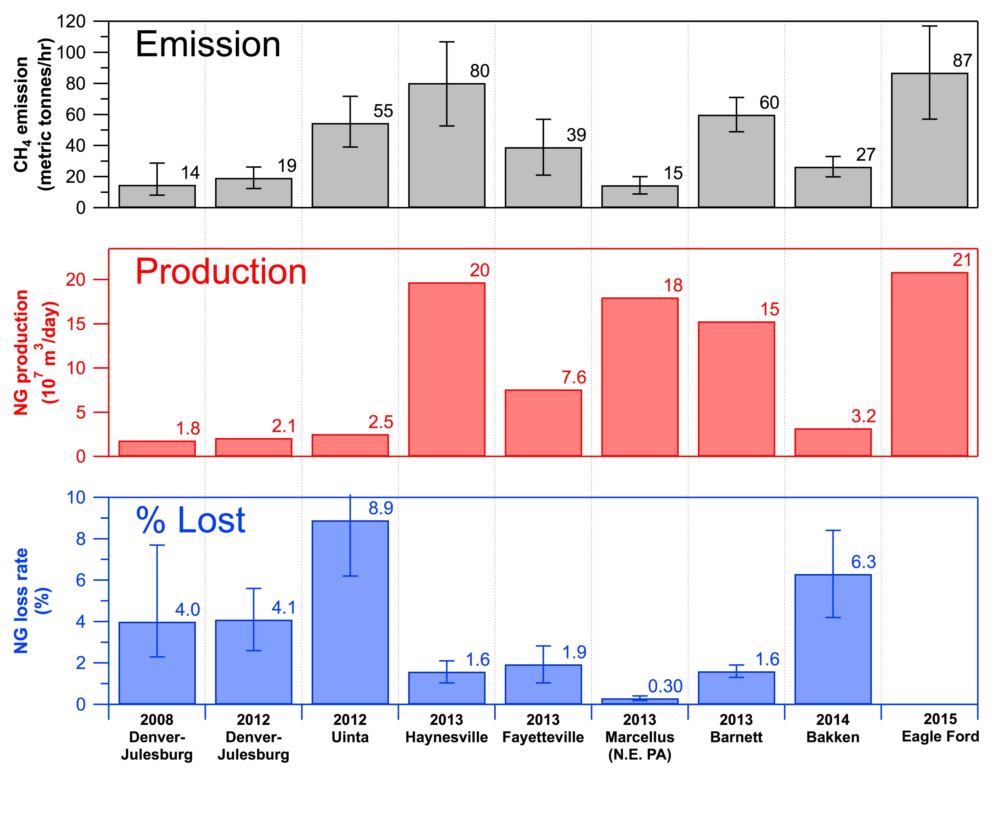 Emission
CH4 emission
(metric tonnes/hr)
120
100
80
60
40
20
0
14
19
55
80
39
15
60
27
87
Production
NG production
(10^7 m^3/day)
20
15
10
5
0
1.8
2.1
2.5
20
7.6
18
15
3.2
21
% Lost
NG loss rate
(%)
10
8
6
4
2
0
4.0
4.1
8.9
1.6
1.9
0.30
1.6
6.3
2008
Denver-
Julesburg
2012
Denver-
Julesburg
2012
Uinta
2013
Haynesville
2013
Fayetteville
2013
Marcellus
(N.E. PA)
2013
Barnett
2014
Bakken
2015
Eagle Ford